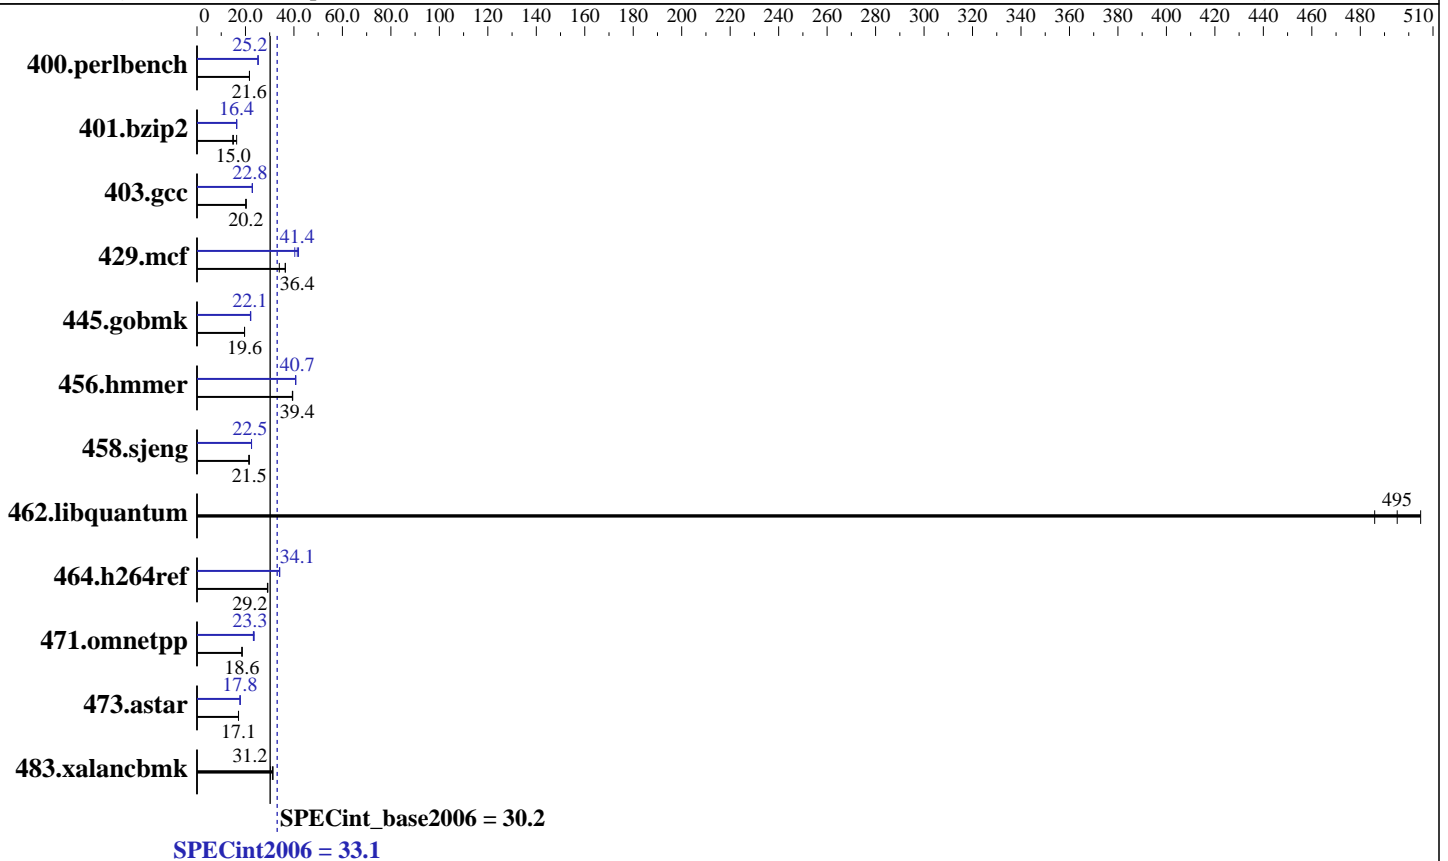 0 20.0 40.0 60.0 80.0 100 120 140 160 180 200 220 240 260 280 300 320 340 360 380 400 420 440 460 480 510
25.2
400.perlbench
21.6
16.4
401.bzip2
15.0
22.8
403.gcc
20.2
41.4
429.mcf
36.4
22.1
445.gobmk
19.6
40.7
456.hmmer
39.4
22.5
458.sjeng
21.5
495
462.libquantum
34.1
464.h264ref
29.2
23.3
471.omnetpp
18.6
17.8
473.astar
17.1
31.2
483.xalancbmk
SPECint_base2006 = 30.2
SPECint2006 = 33.1